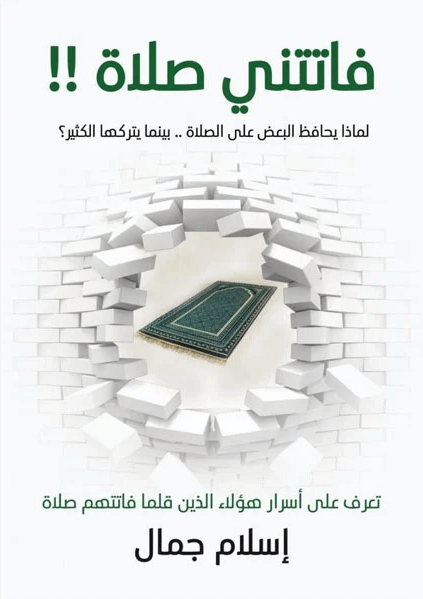 فاتتني صلاة !!
لماذا يحافظ البعض على الصلاة .. بينما يتركها الكثير؟
تعرف على أسرار هؤلاء الذين قلما فاتتهم صلاة
إسلام جمال